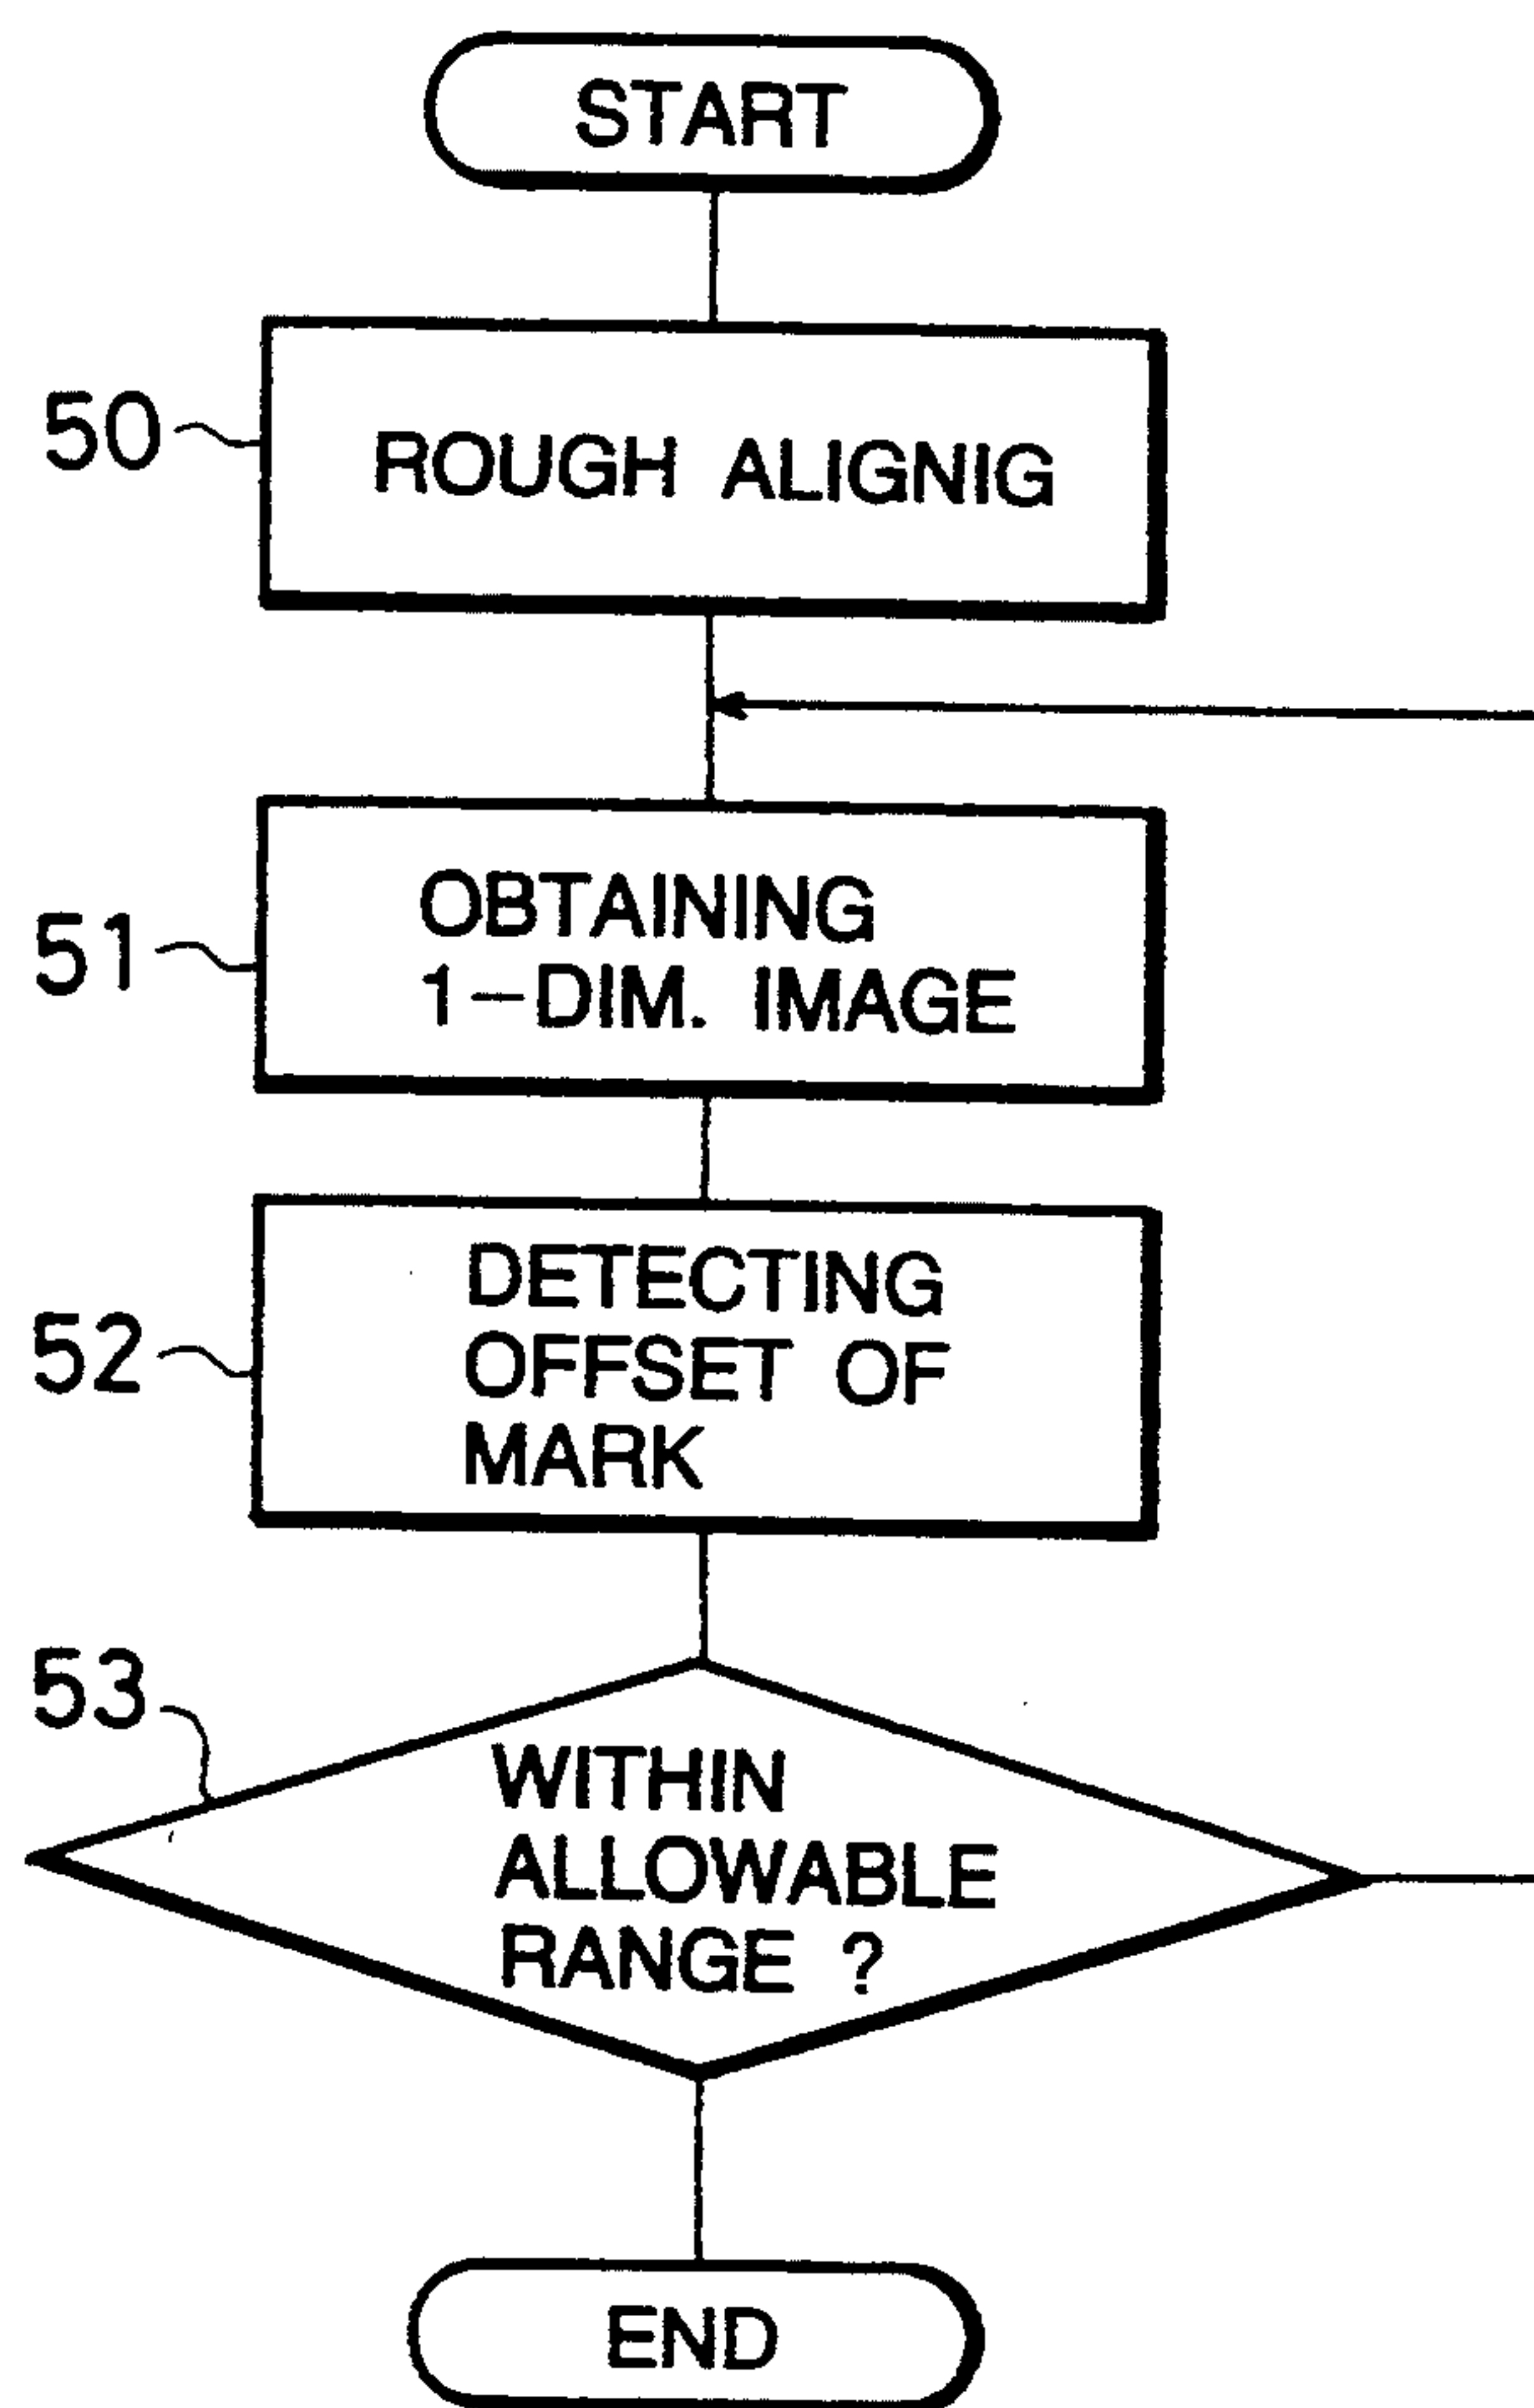 START
50
ROUGH ALIGNIG
51
OBTAINING
1-DIM. IMAGE
52
DETECTING
OFFSET OF
MARK
53
WITHIN
ALLOWABLE
RANGE ?
END